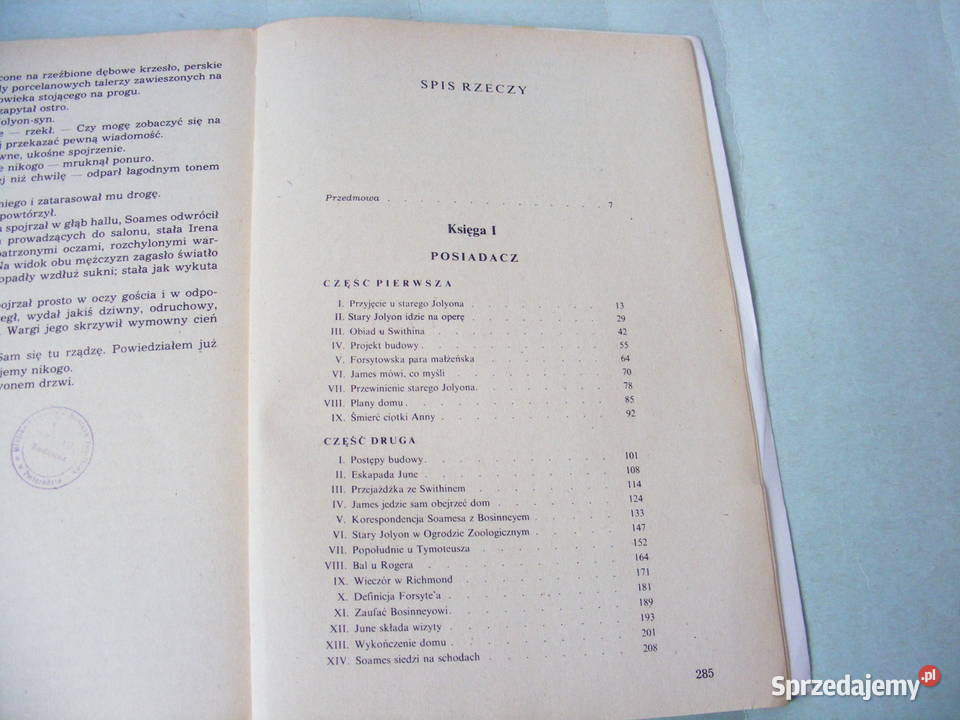 cone na rzeźbione dębowe krzesło, perskie
ly porcelanowych talerzy zawieszonych na
owieka stojącego na progu.
zapytał ostro.
olyon-syn.
— rzekł. — Czy mogę zobaczyć się na
j przekazać pewną wiadomość.
wne, ukośne spojrzenie.
e nikogo — mruknął ponuro.
ej niż chwilę — odparł łagodnym tonem
niego i zatarasował mu drogę.
powtórzył.
spojrzał w głąb hallu, Soames odwrócił
prowadzących do salonu, stała Irena
patrzonymi oczami, rozchylonymi war-
Na widok obu mężczyzn zagasło światło
opadły wzdłuż sukni; stała jak wykuta
ojrzał prosto w oczy gościa i w odpo-
egł, wydał jakiś dziwny, odruchowy,
. Wargi jego skrzywił wymowny cień
Sam się tu rządzę. Powiedziałem już
jemy nikogo.
onem drzwi.
SPIS RZECZY
Przedmowa . . . . . . . . . . . . 7
Księga I
POSIADACZ
CZĘŚĆ PIERWSZA
I. Przyjęcie u starego Jolyona . . . . . . . 13
II. Stary Jolyon idzie na operę . . . . . . . 29
III. Obiad u Swithina . . . . . . . . . 42
IV. Projekt budowy . . . . . . . . . 55
V. Forsytowska para małżeńska . . . . . . . 64
VI. James mówi, co myśli . . . . . . . . 70
VII. Przewinienie starego Jolyona. . . . . . . 78
VIII. Plany domu . . . . . . . . . . 85
IX. Śmierć ciotki Anny . . . . . . . . 92
CZĘŚĆ DRUGA
I. Postępy budowy . . . . . . . . . 101
II. Eskapada June . . . . . . . . . 108
III. Przejażdżka ze Swithinem . . . . . . . 114
IV. James jedzie sam obejrzeć dom . . . . . . 124
V. Korespondencja Soamesa z Bosinneyem . . . . . 133
VI. Stary Jolyon w Ogrodzie Zoologicznym . . . . . 147
VII. Popołudnie u Tymoteusza . . . . . . . 152
VIII. Bal u Rogera . . . . . . . . . 164
IX. Wieczór w Richmond . . . . . . . . 171
X. Definicja Forsyte'a . . . . . . . . 181
XI. Zaufać Bosinneyowi . . . . . . . . 189
XII. June składa wizyty . . . . . . . . 193
XIII. Wykończenie domu . . . . . . . . 201
XIV. Soames siedzi na schodach . . . . . . . 208
285
Sprzedajemy.pl